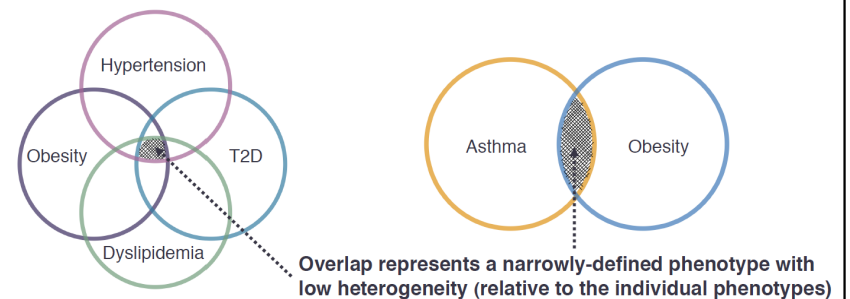 Hypertension
Obesity
T2D
Dyslipidemia
Asthma
Obesity
Overlap represents a narrowly-defined phenotype with
low heterogeneity (relative to the individual phenotypes)